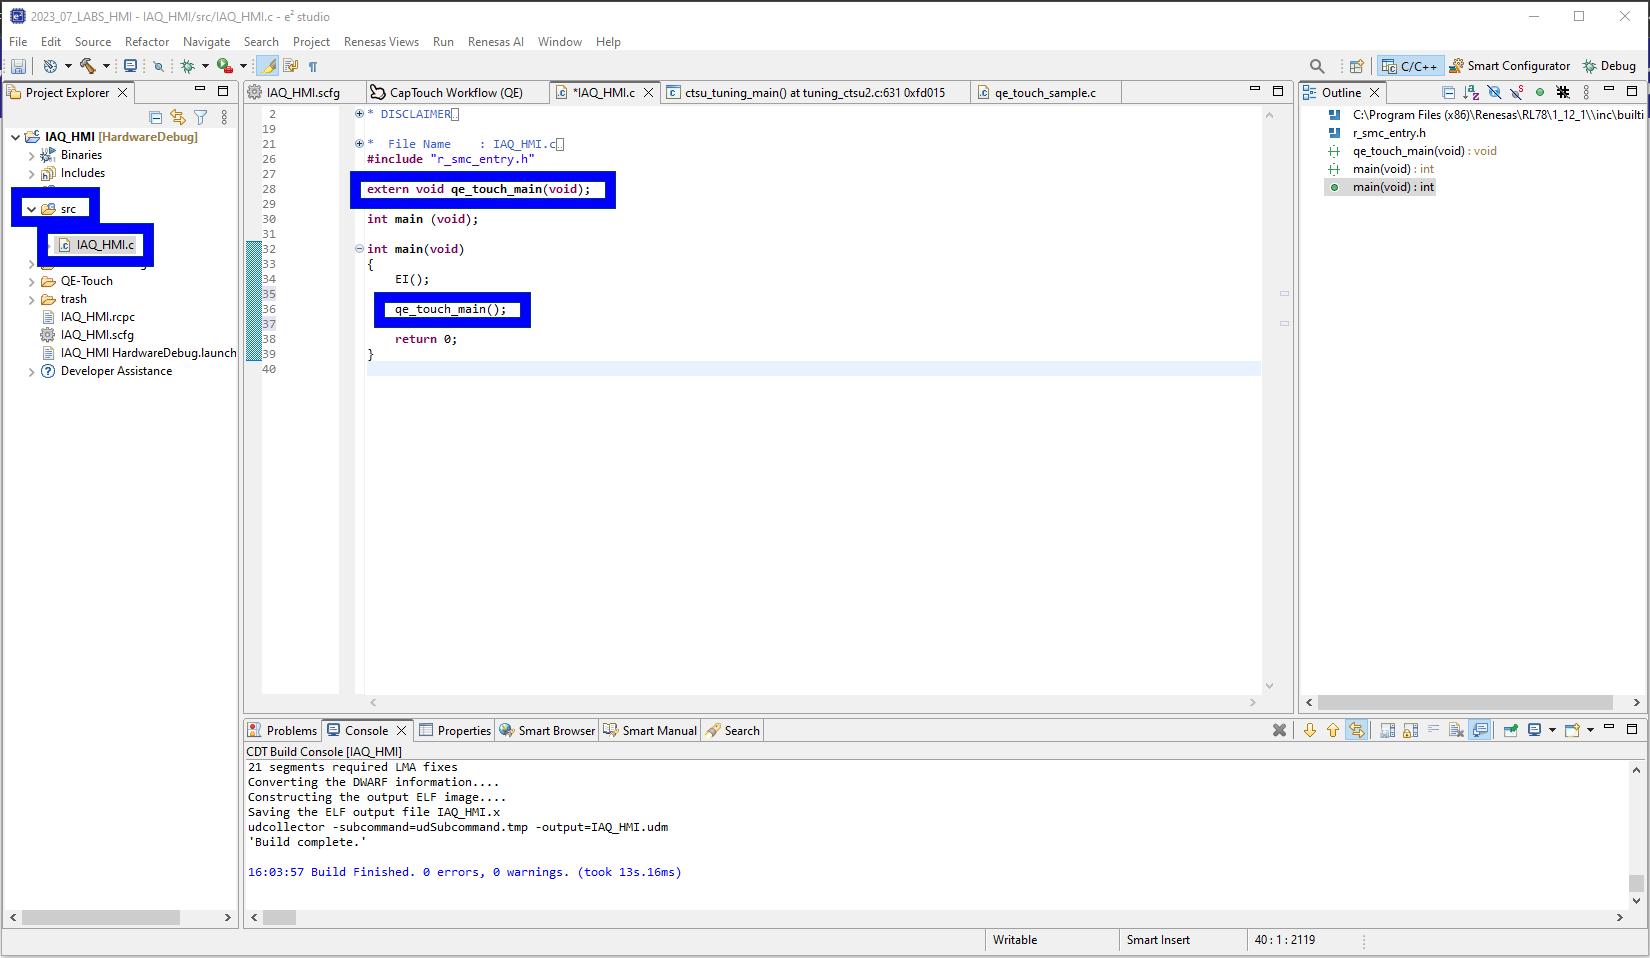 2023_07_LABS_HMI - IAQ_HMI/src/IAQ_HMI.c - e² studio
File Edit Source Refactor Navigate Search Project Renesas Views Run Renesas AI Window Help
C/C++ Smart Configurator Debug
Project Explorer
IAQ_HMI [HardwareDebug]
Binaries
Includes
src
IAQ_HMI.c
QE-Touch
trash
IAQ_HMI.rcpc
IAQ_HMI.scfg
IAQ_HMI HardwareDebug.launch
Developer Assistance
IAQ_HMI.scfg CapTouch Workflow (QE) *IAQ_HMI.c ctsu_tuning_main() at tuning_ctsu2.c:631 0xfd015 qe_touch_sample.c
2 * DISCLAIMER
19
21 * File Name : IAQ_HMI.c
26 #include "r_smc_entry.h"
27
28 extern void qe_touch_main(void);
29
30 int main (void);
31
32 int main(void)
33 {
34 EI();
35
36 qe_touch_main();
37
38 return 0;
39 }
40
Outline
C:\Program Files (x86)\Renesas\RL78\1_12_1\\inc\builti
r_smc_entry.h
qe_touch_main(void) : void
main(void) : int
main(void) : int
Problems Console Properties Smart Browser Smart Manual Search
CDT Build Console [IAQ_HMI]
21 segments required LMA fixes
Converting the DWARF information....
Constructing the output ELF image....
Saving the ELF output file IAQ_HMI.x
udcollector -subcommand=udSubcommand.tmp -output=IAQ_HMI.udm
'Build complete.'
16:03:57 Build Finished. 0 errors, 0 warnings. (took 13s.16ms)
Writable Smart Insert 40 : 1 : 2119